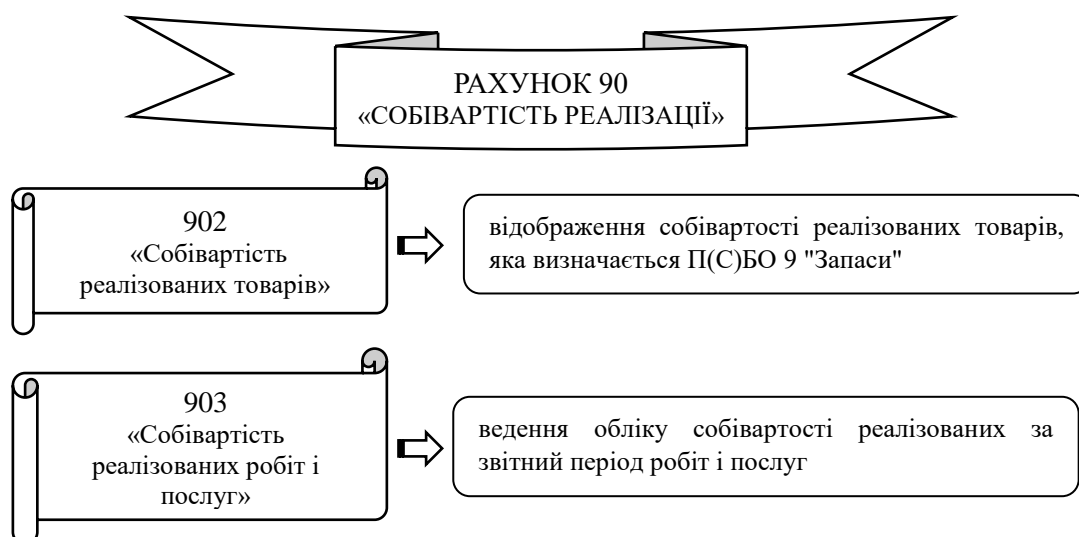 РАХУНОК 90
«СОБІВАРТІСТЬ РЕАЛІЗАЦІЇ»
902
«Собівартість
реалізованих товарів»
відображення собівартості реалізованих товарів,
яка визначається П(С)БО 9 "Запаси"
903
«Собівартість
реалізованих робіт і
послуг»
ведення обліку собівартості реалізованих за
звітний період робіт і послуг